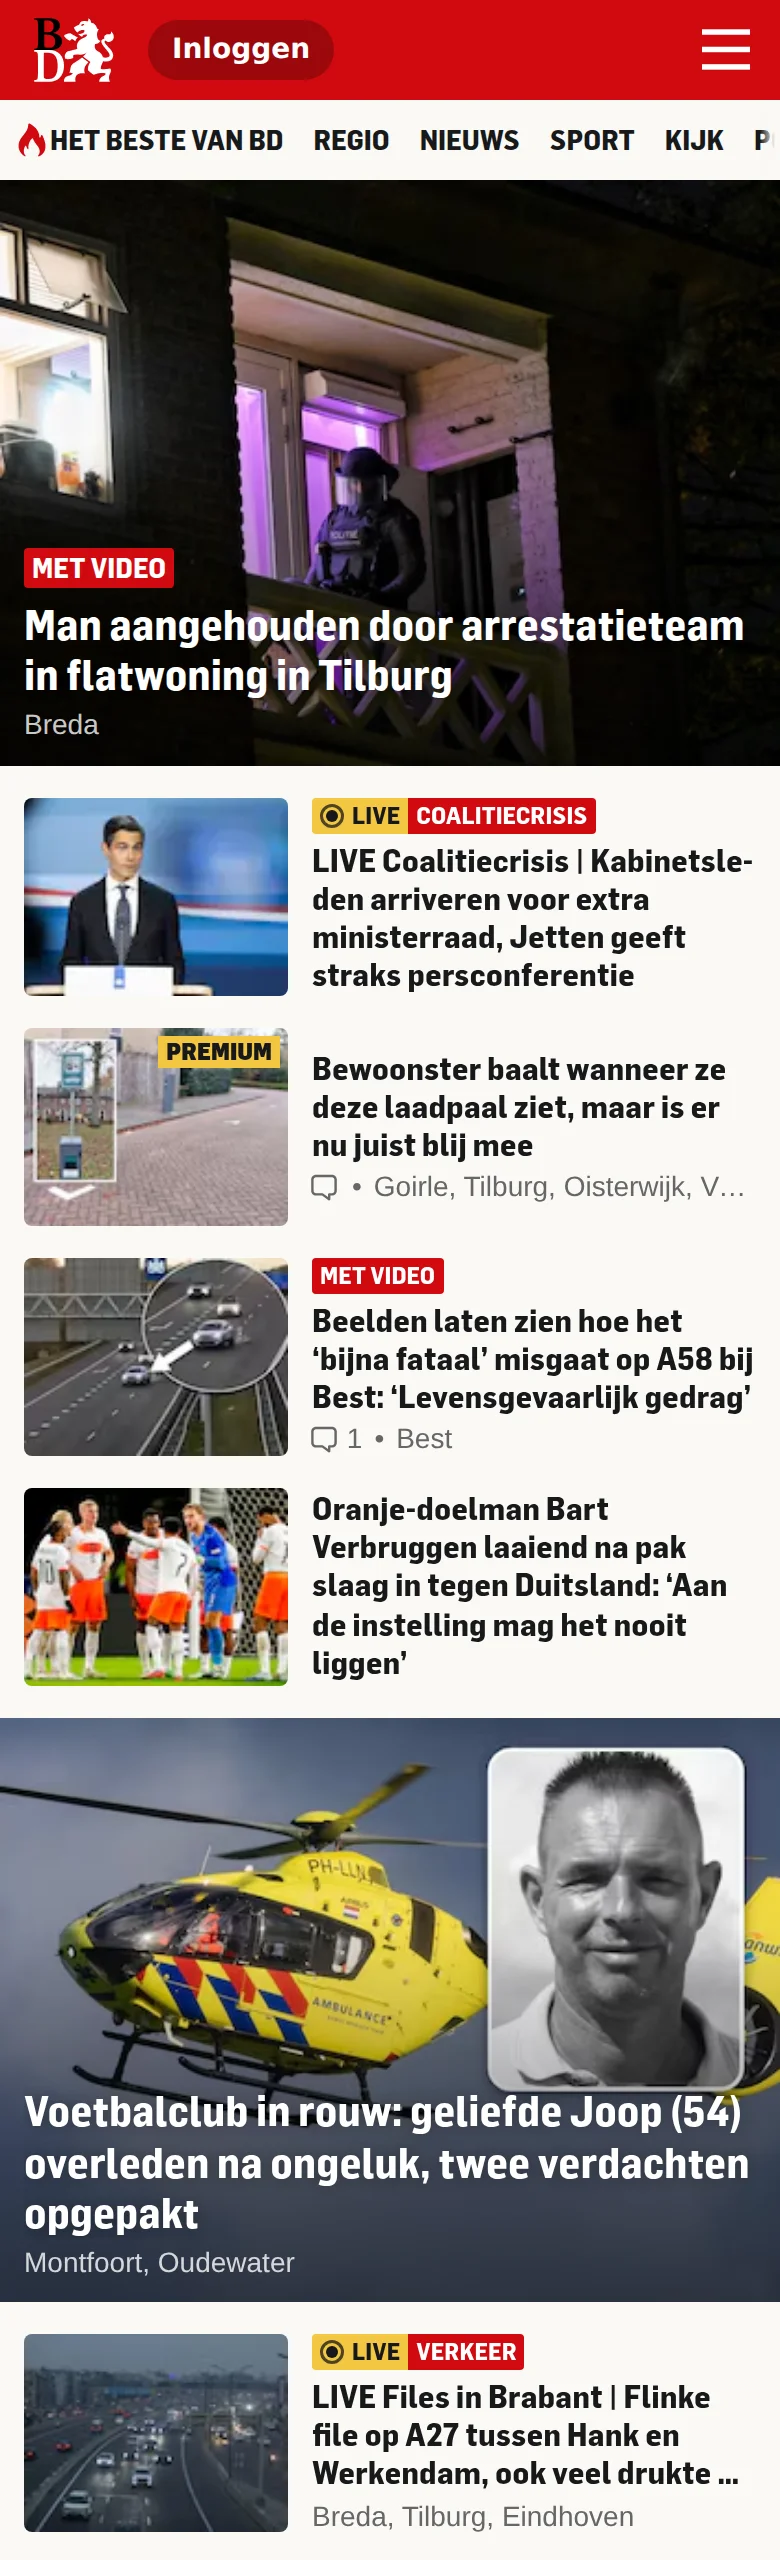 BD
Inloggen
HET BESTE VAN BD REGIO NIEUWS SPORT KIJK
MET VIDEO
Man aangehouden door arrestatieteam
in flatwoning in Tilburg
Breda
LIVE COALITIECRISIS
LIVE Coalitiecrisis | Kabinetsle-
den arriveren voor extra
ministerraad, Jetten geeft
straks persconferentie
PREMIUM
Bewoonster baalt wanneer ze
deze laadpaal ziet, maar is er
nu juist blij mee
• Goirle, Tilburg, Oisterwijk, V…
MET VIDEO
Beelden laten zien hoe het
‘bijna fataal’ misgaat op A58 bij
Best: ‘Levensgevaarlijk gedrag’
1 • Best
Oranje-doelman Bart
Verbruggen laaiend na pak
slaag in tegen Duitsland: ‘Aan
de instelling mag het nooit
liggen’
PH-LLN
AMBULANCE
Voetbalclub in rouw: geliefde Joop (54)
overleden na ongeluk, twee verdachten
opgepakt
Montfoort, Oudewater
LIVE VERKEER
LIVE Files in Brabant | Flinke
file op A27 tussen Hank en
Werkendam, ook veel drukte ...
Breda, Tilburg, Eindhoven